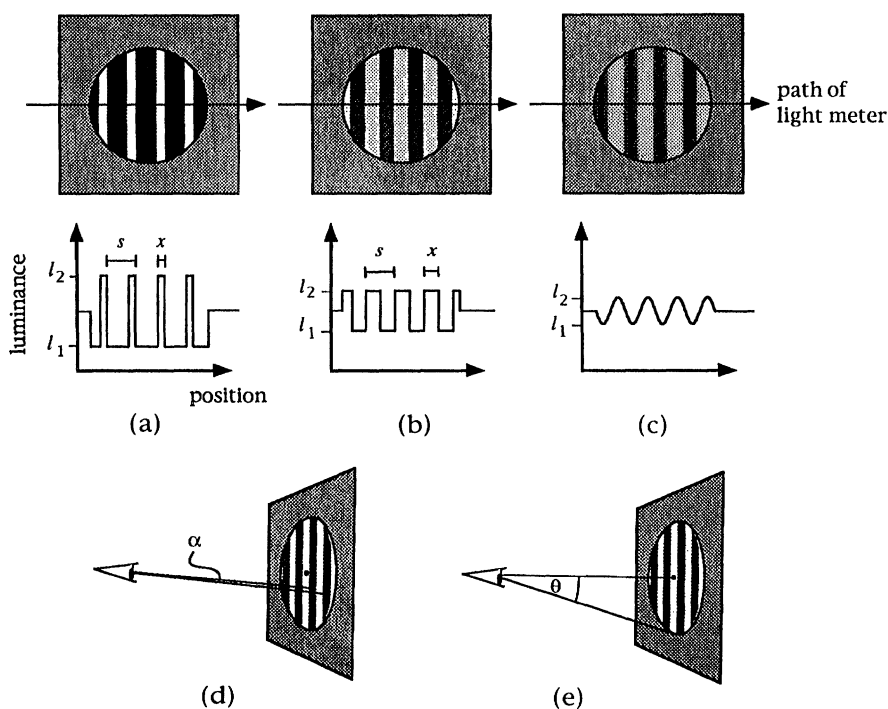 path of
light meter
s
x
s
x
l2
l1
l2
l1
l2
l1
luminance
position
(a)
(b)
(c)
α
θ
(d)
(e)